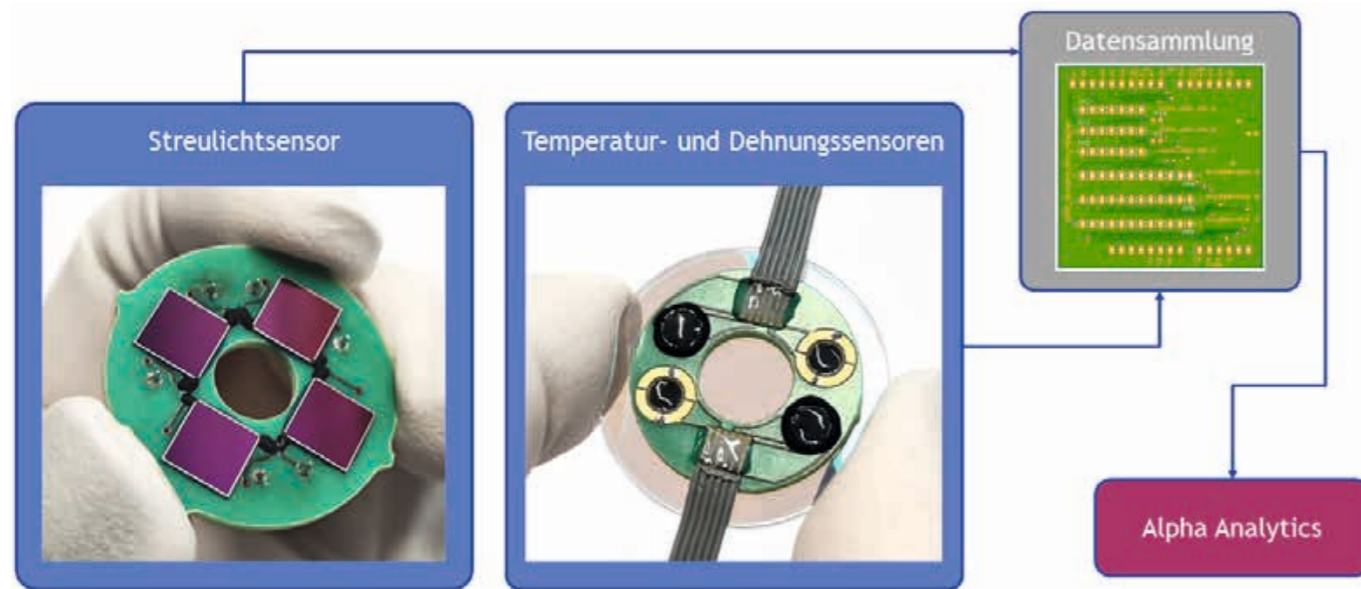 Streulichtsensor
Temperatur- und Dehnungssensoren
Datensammlung
Alpha Analytics